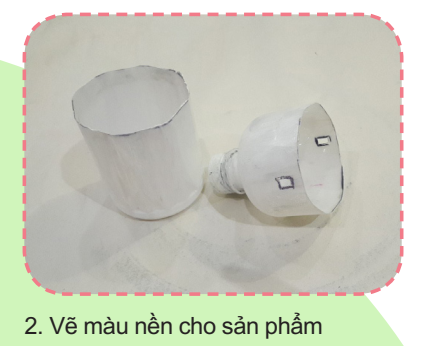 2. Vẽ màu nền cho sản phẩm